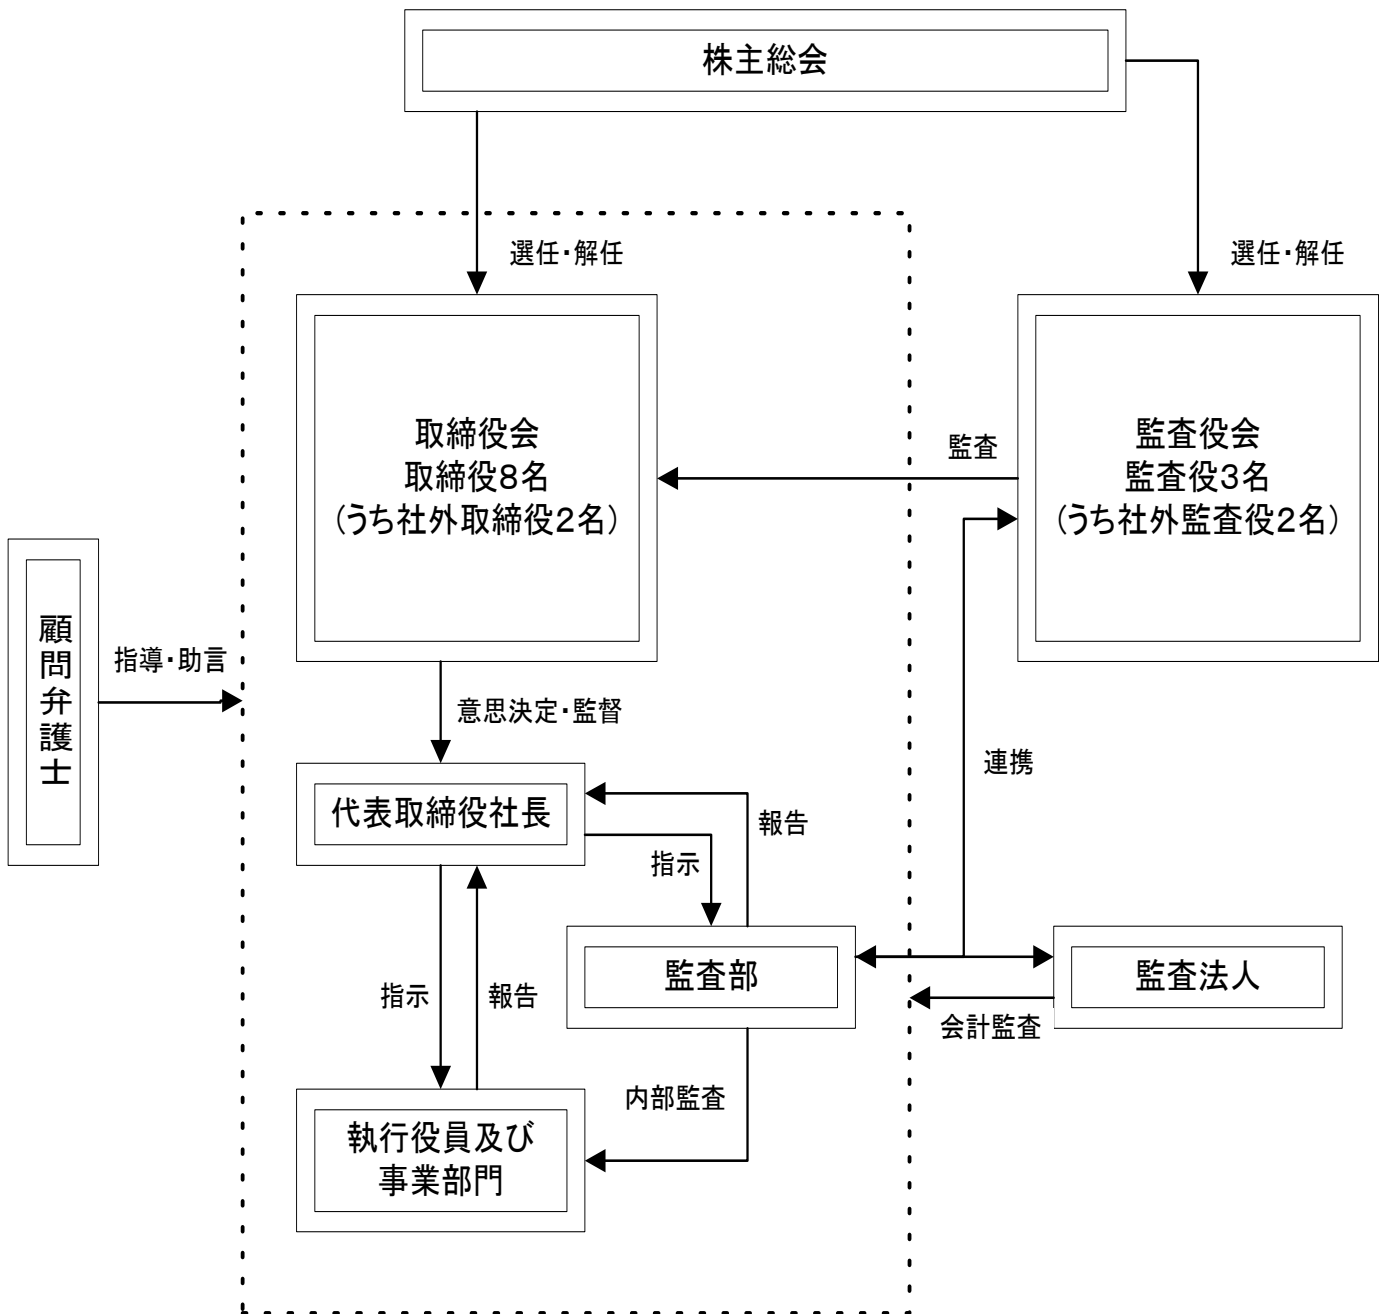 株主総会
選任・解任
選任・解任
取締役会
取締役8名
(うち社外取締役2名)
監査
監査役会
監査役3名
(うち社外監査役2名)
顧問弁護士
指導・助言
意思決定・監督
連携
代表取締役社長
報告
指示
監査部
監査法人
指示
報告
会計監査
内部監査
執行役員及び
事業部門